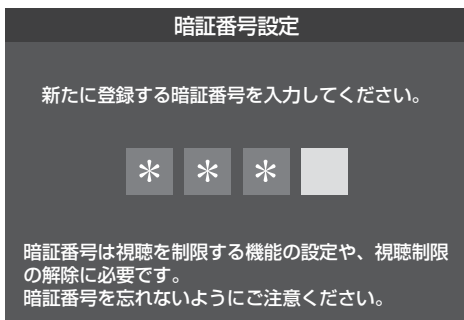 暗証番号設定
新たに登録する暗証番号を入力してください。
＊ ＊ ＊
暗証番号は視聴を制限する機能の設定や、視聴制限
の解除に必要です。
暗証番号を忘れないようにご注意ください。